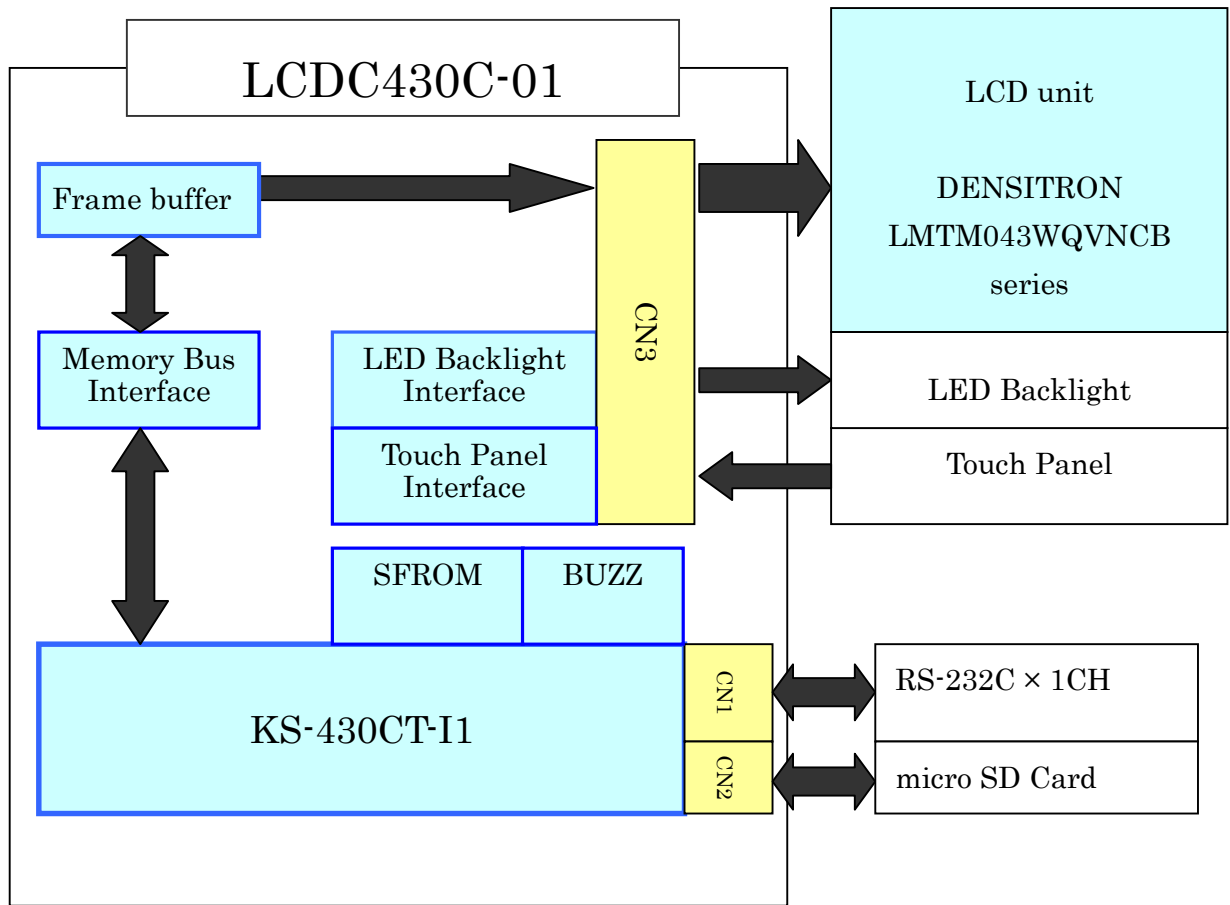 LCDC430C-01
LCD unit
DENSITRON
LMTM043WQVNCB
series
Frame buffer
CN3
Memory Bus
Interface
LED Backlight
Interface
LED Backlight
Touch Panel
Interface
Touch Panel
SFROM
BUZZ
KS-430CT-I1
CN1
RS-232C × 1CH
CN2
micro SD Card